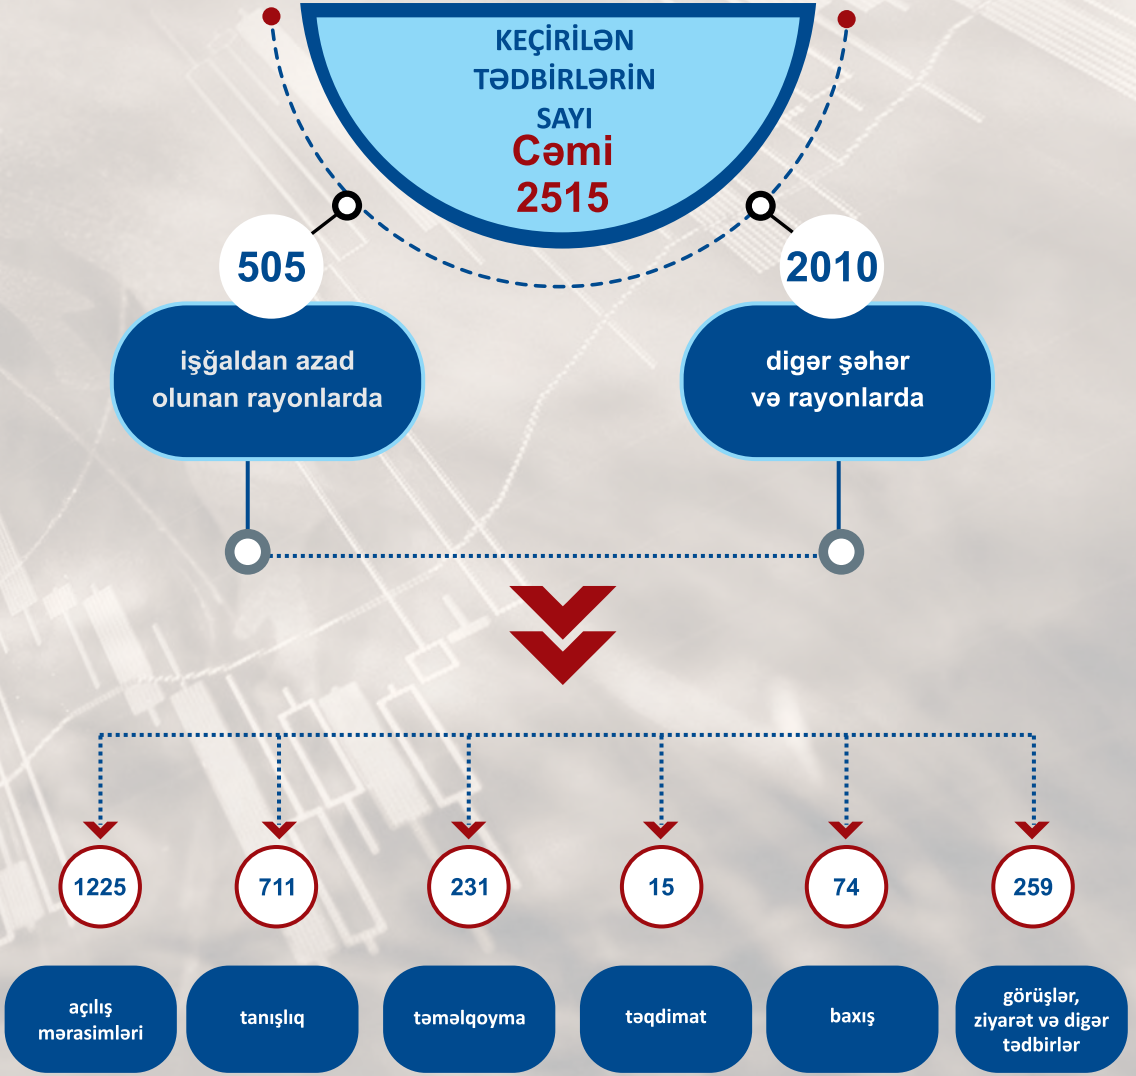 KEÇİRİLƏN
TƏDBİRLƏRİN
SAYI
Cəmi
2515
505
2010
işğaldan azad
olunan rayonlarda
digər şəhər
və rayonlarda
1225
711
231
15
74
259
açılış
mərasimləri
tanışlıq
təməlqoyma
təqdimat
baxış
görüşlər,
ziyarət və digər
tədbirlər